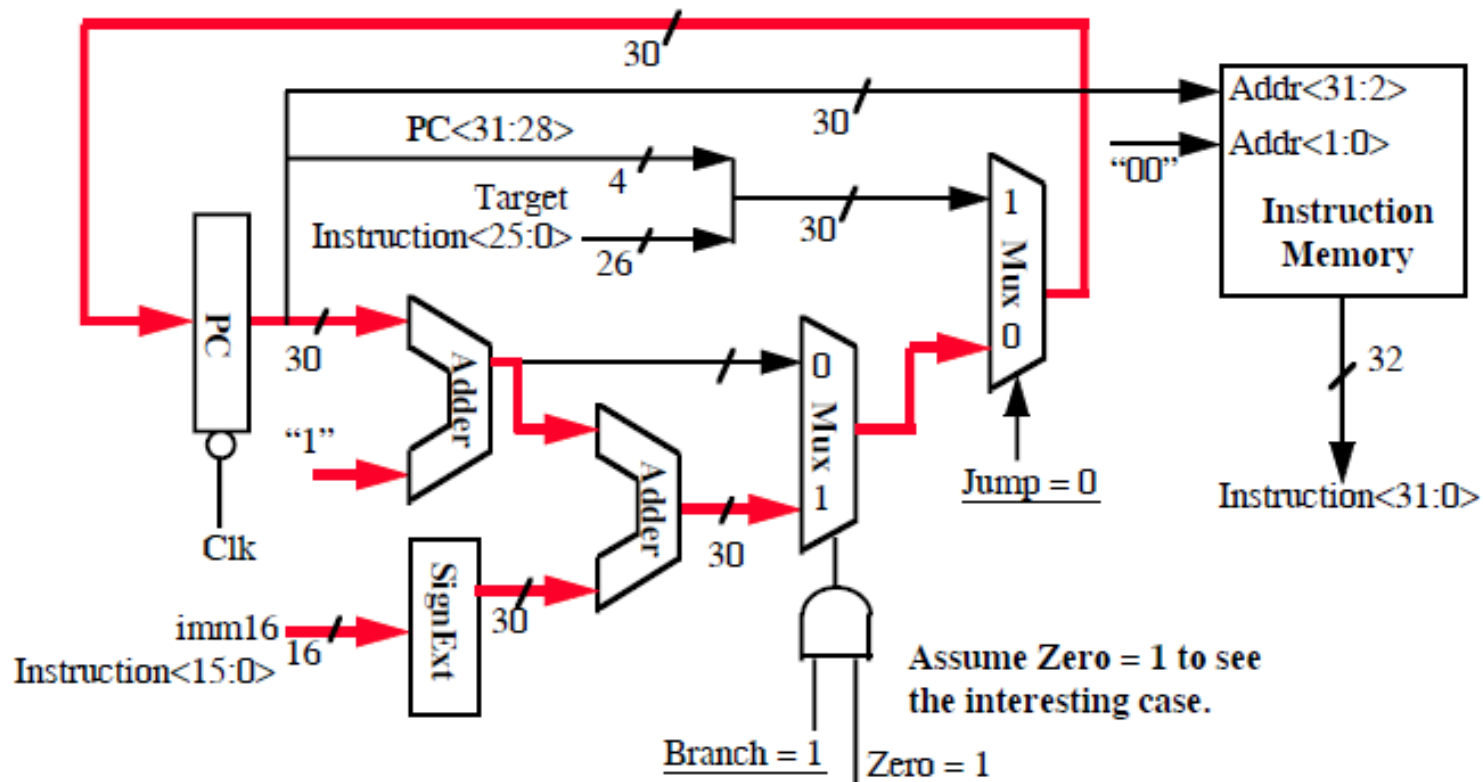 30
Addr<31:2>
30
PC<31:28>
Addr<1:0>
"00"
4
Target
Instruction<25:0>
26
30
1 Mux 0
Instruction
Memory
PC
30
Adder
0 Mux 1
32
"1"
Adder
Jump = 0
Instruction<31:0>
Clk
30
SignExt
30
imm16
16
Instruction<15:0>
Assume Zero = 1 to see
the interesting case.
Branch = 1
Zero = 1